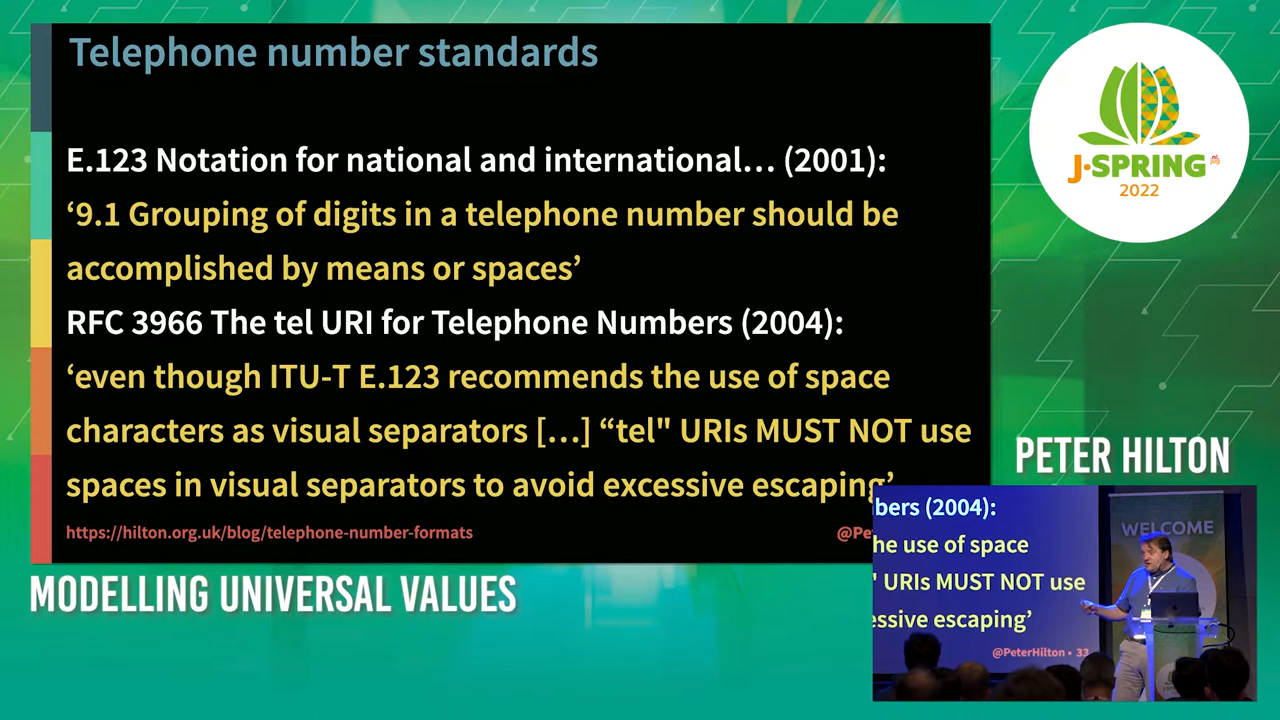 Telephone number standards
E.123 Notation for national and international… (2001):
‘9.1 Grouping of digits in a telephone number should be
accomplished by means or spaces’
RFC 3966 The tel URI for Telephone Numbers (2004):
‘even though ITU-T E.123 recommends the use of space
characters as visual separators […] “tel" URIs MUST NOT use
spaces in visual separators to avoid excessive escaping’
https://hilton.org.uk/blog/telephone-number-formats
@Pe
J·SPRING
2022
PETER HILTON
bers (2004):
he use of space
" URIs MUST NOT use
essive escaping’
@PeterHilton • 33
WELCOME
MODELLING UNIVERSAL VALUES